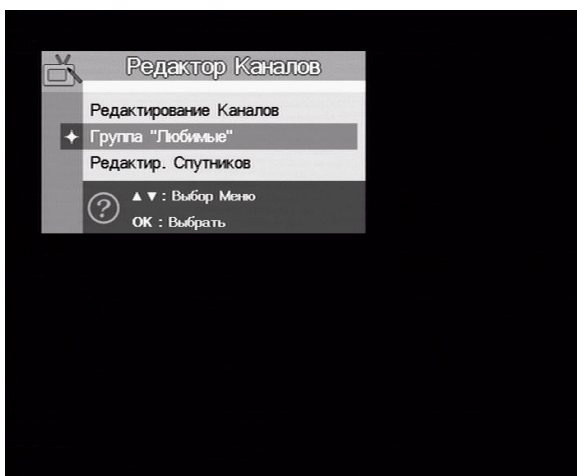 Редактор Каналов
Редактирование Каналов
Группа "Любимые"
Редактир. Спутников
▲ ▼ : Выбор Меню
OK : Выбрать